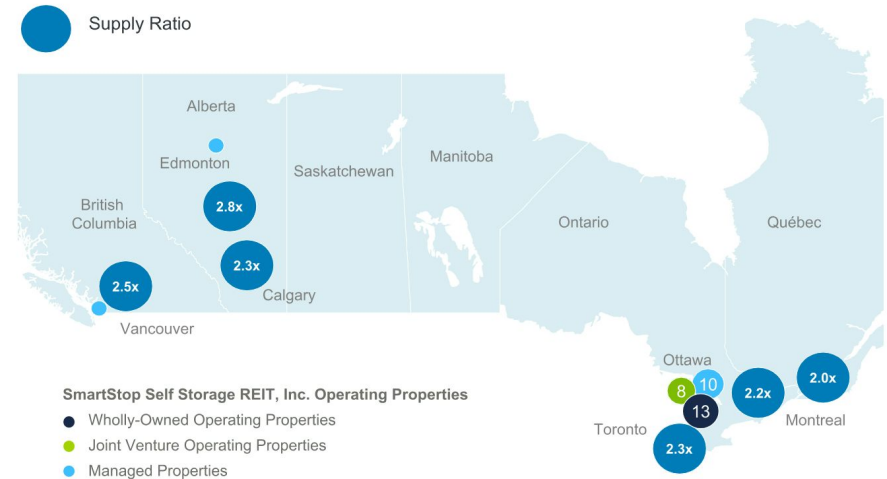 Supply Ratio
Alberta
Edmonton
Saskatchewan
Manitoba
British
Columbia
2.8x
Ontario
Québec
2.3x
2.5x
Calgary
Vancouver
Ottawa
SmartStop Self Storage REIT, Inc. Operating Properties
Wholly-Owned Operating Properties
Joint Venture Operating Properties
Managed Properties
8
10
13
2.2x
2.0x
Montreal
Toronto
2.3x